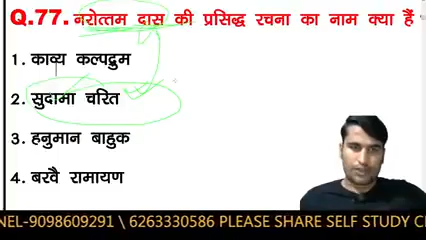 Q.77. नरोत्तम दास की प्रसिद्ध रचना का नाम क्या हैं
1. काव्य कल्पद्रुम
2. सुदामा चरित
3. हनुमान बाहुक
4. बरवै रामायण
NEL-9098609291 \ 6263330586 PLEASE SHARE SELF STUDY C